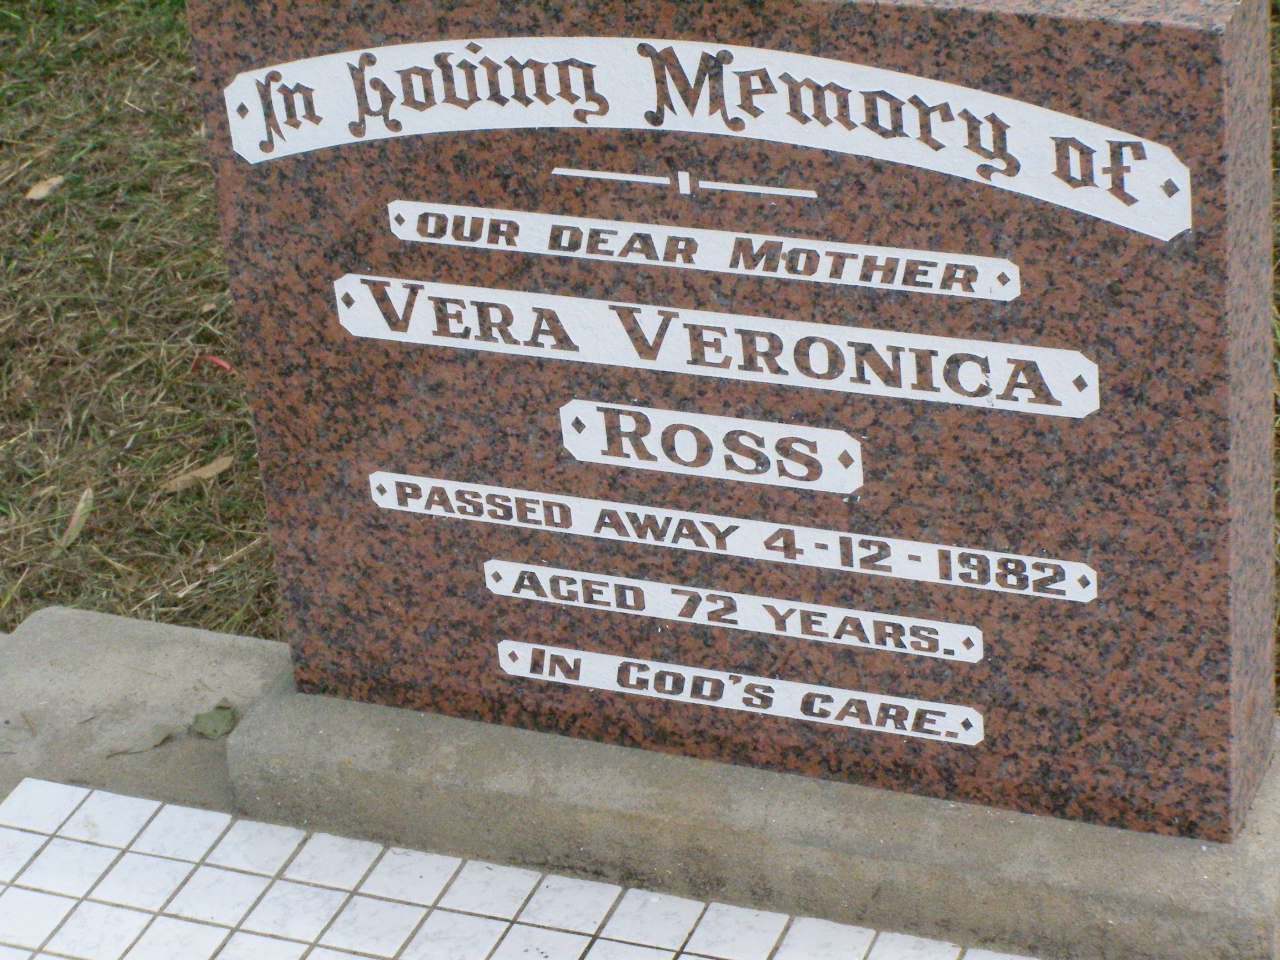 In Loving Memory of
OUR DEAR MOTHER
VERA VERONICA
ROSS
PASSED AWAY 4-12-1982
AGED 72 YEARS.
IN GOD'S CARE.